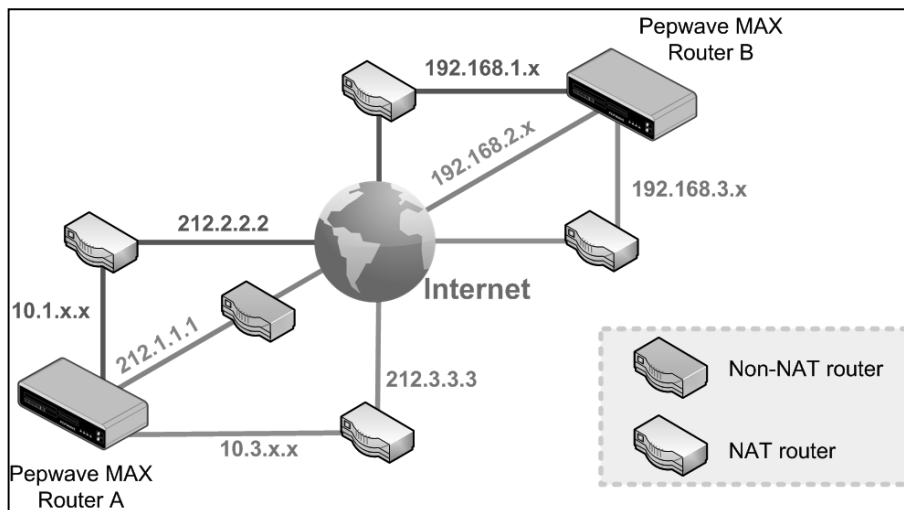 Pepwave MAX
Router B
192.168.1.x
192.168.2.x
192.168.3.x
212.2.2.2
Internet
10.1.x.x
212.1.1.1
212.3.3.3
Non-NAT router
10.3.x.x
NAT router
Pepwave MAX
Router A